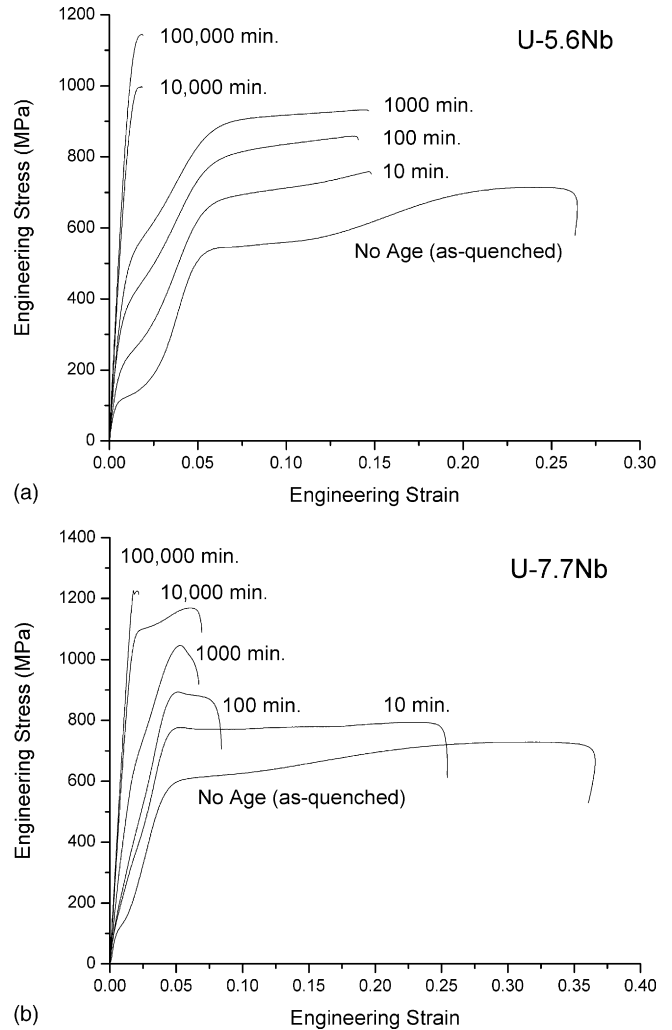 1200
1000
800
600
400
200
0
Engineering Stress (MPa)
U-5.6Nb
100,000 min.
10,000 min.
1000 min.
100 min.
10 min.
No Age (as-quenched)
0.00 0.05 0.10 0.15 0.20 0.25 0.30
(a)
Engineering Strain
1400
1200
1000
800
600
400
200
0
Engineering Stress (MPa)
U-7.7Nb
100,000 min.
10,000 min.
1000 min.
100 min. 10 min.
No Age (as-quenched)
0.00 0.05 0.10 0.15 0.20 0.25 0.30 0.35 0.40
(b)
Engineering Strain